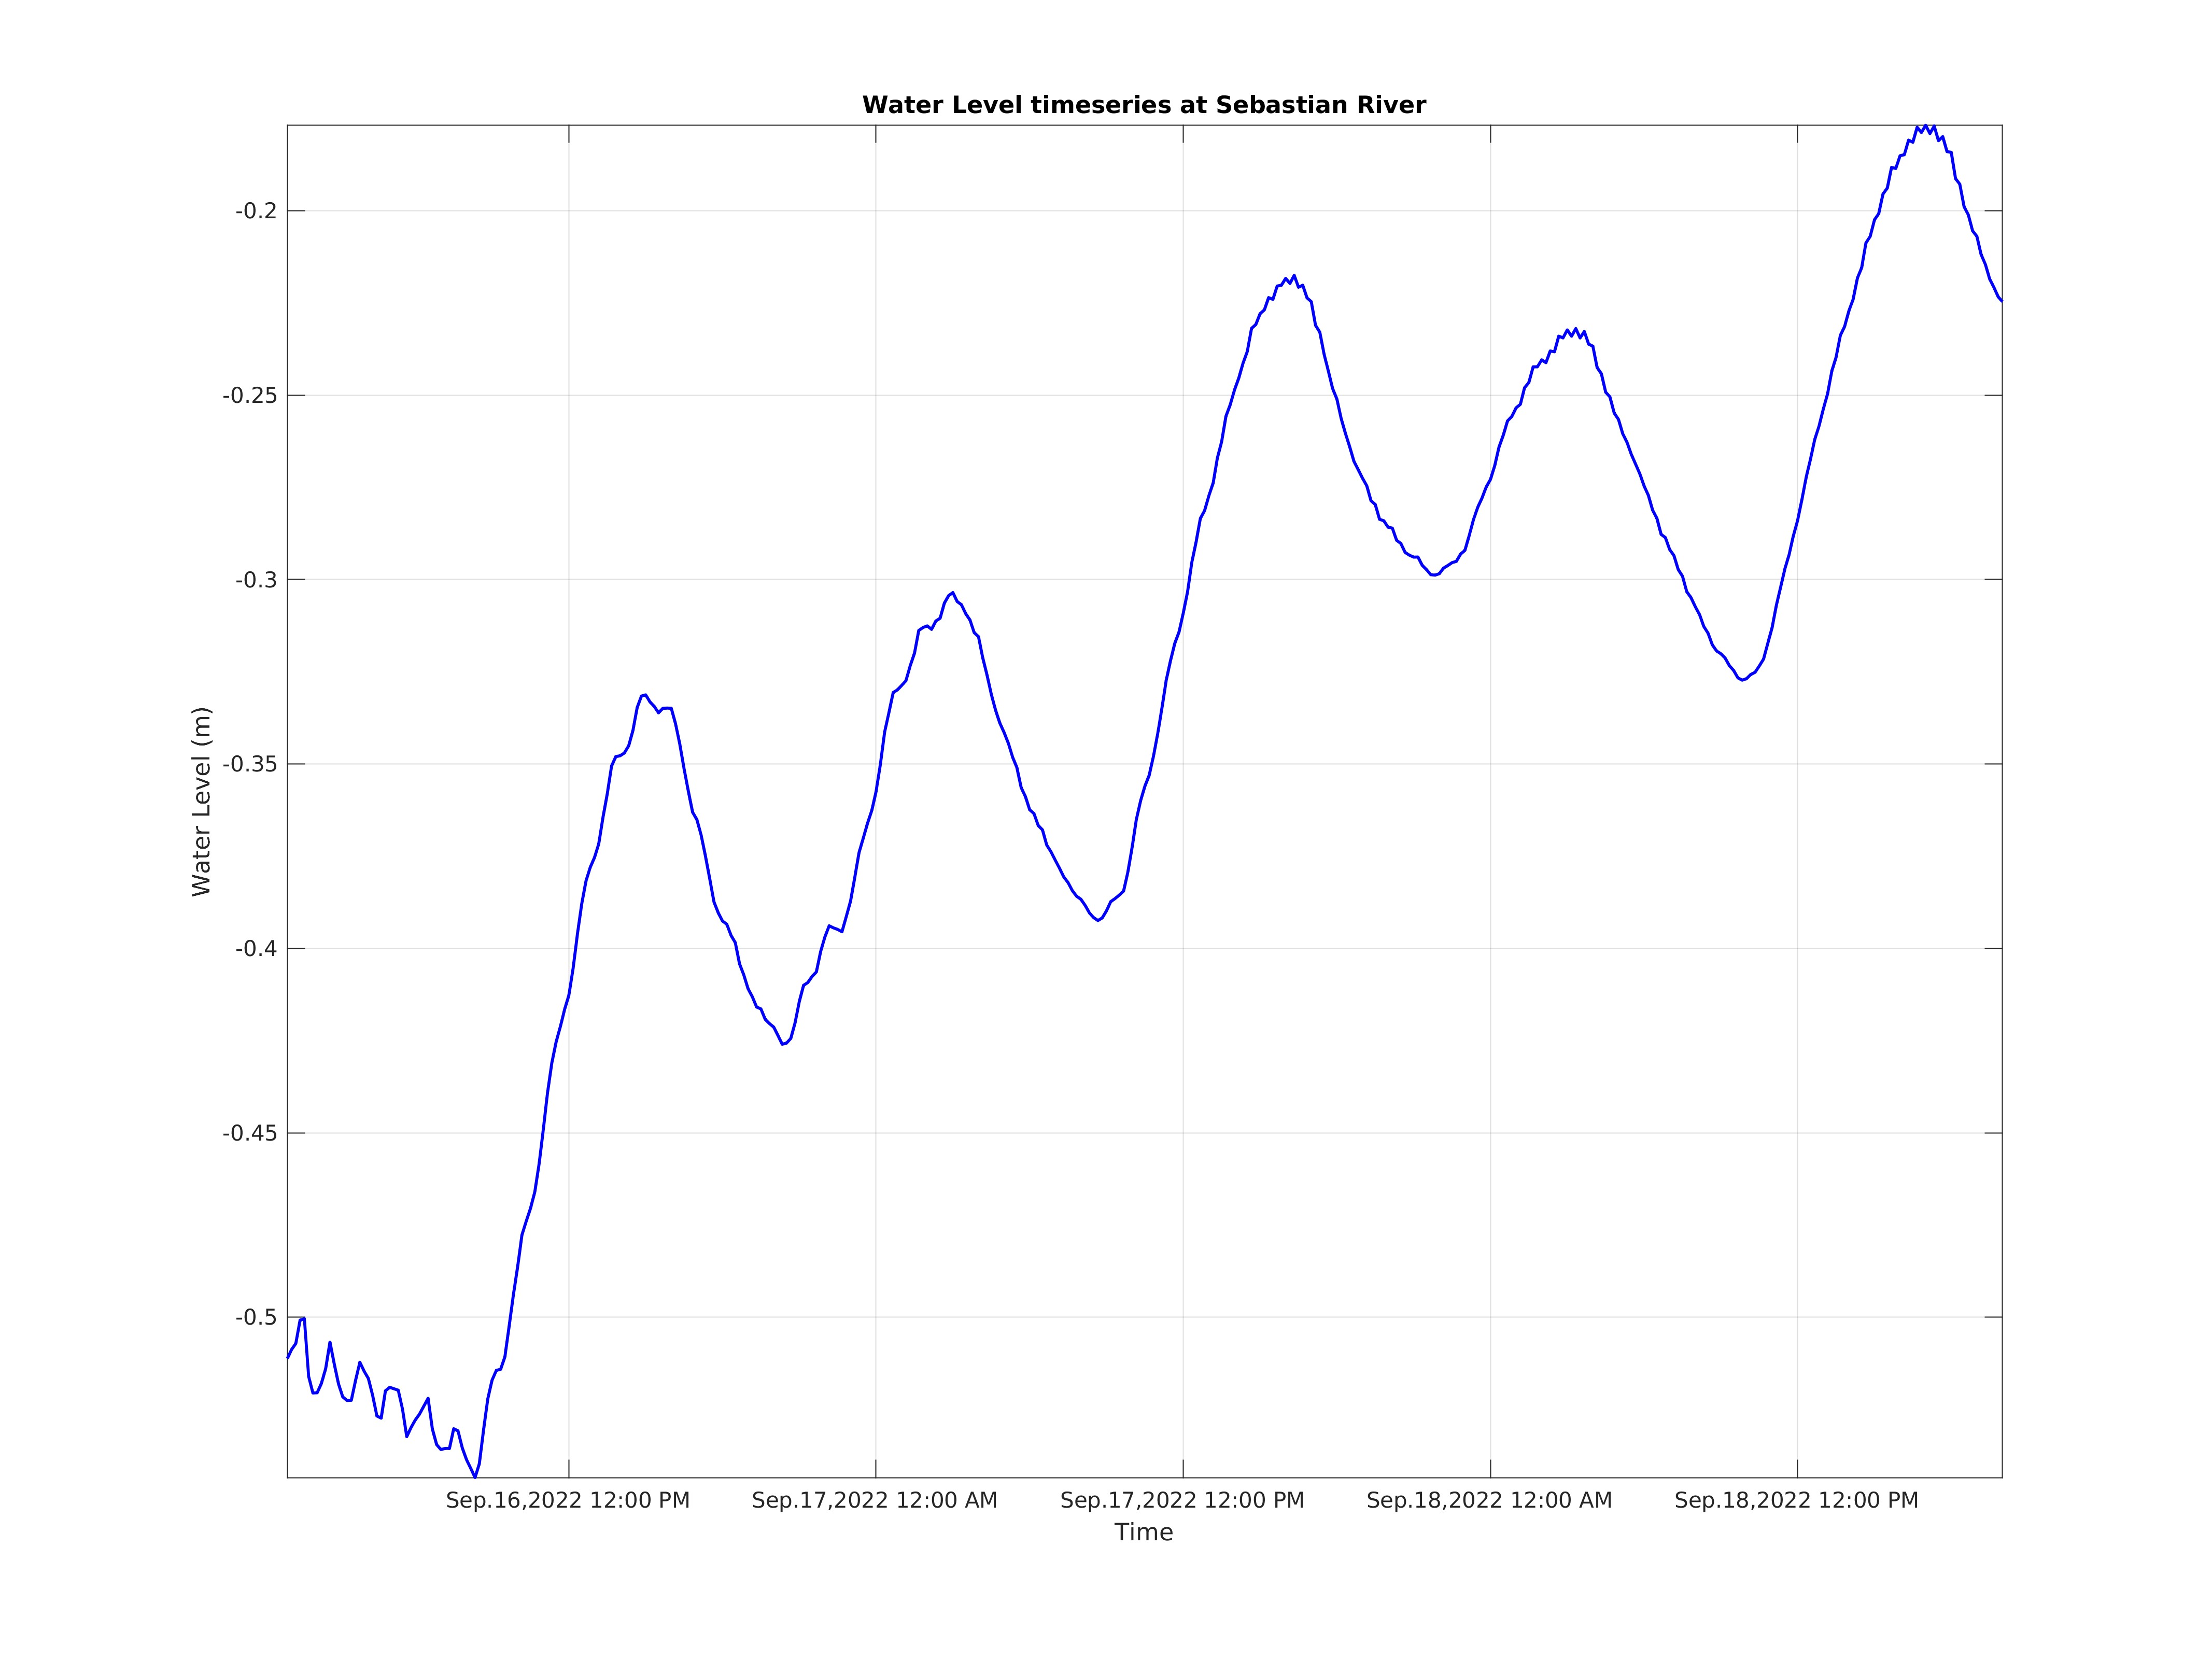 Water Level timeseries at Sebastian River
-0.2
-0.25
-0.3
-0.35
-0.4
-0.45
-0.5
Water Level (m)
Sep.16,2022 12:00 PM
Sep.17,2022 12:00 AM
Sep.17,2022 12:00 PM
Sep.18,2022 12:00 AM
Sep.18,2022 12:00 PM
Time